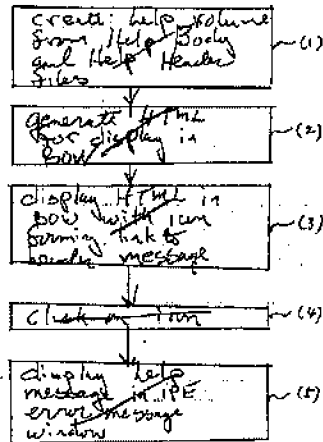 create help volume
from Help Body
and Help Header
files
(1)
generate HTML
for display in
BOW
(2)
display HTML in
BOW with icon
forming link to
message
(3)
click on icon
(4)
display help
message in IPE
error message
window
(5)